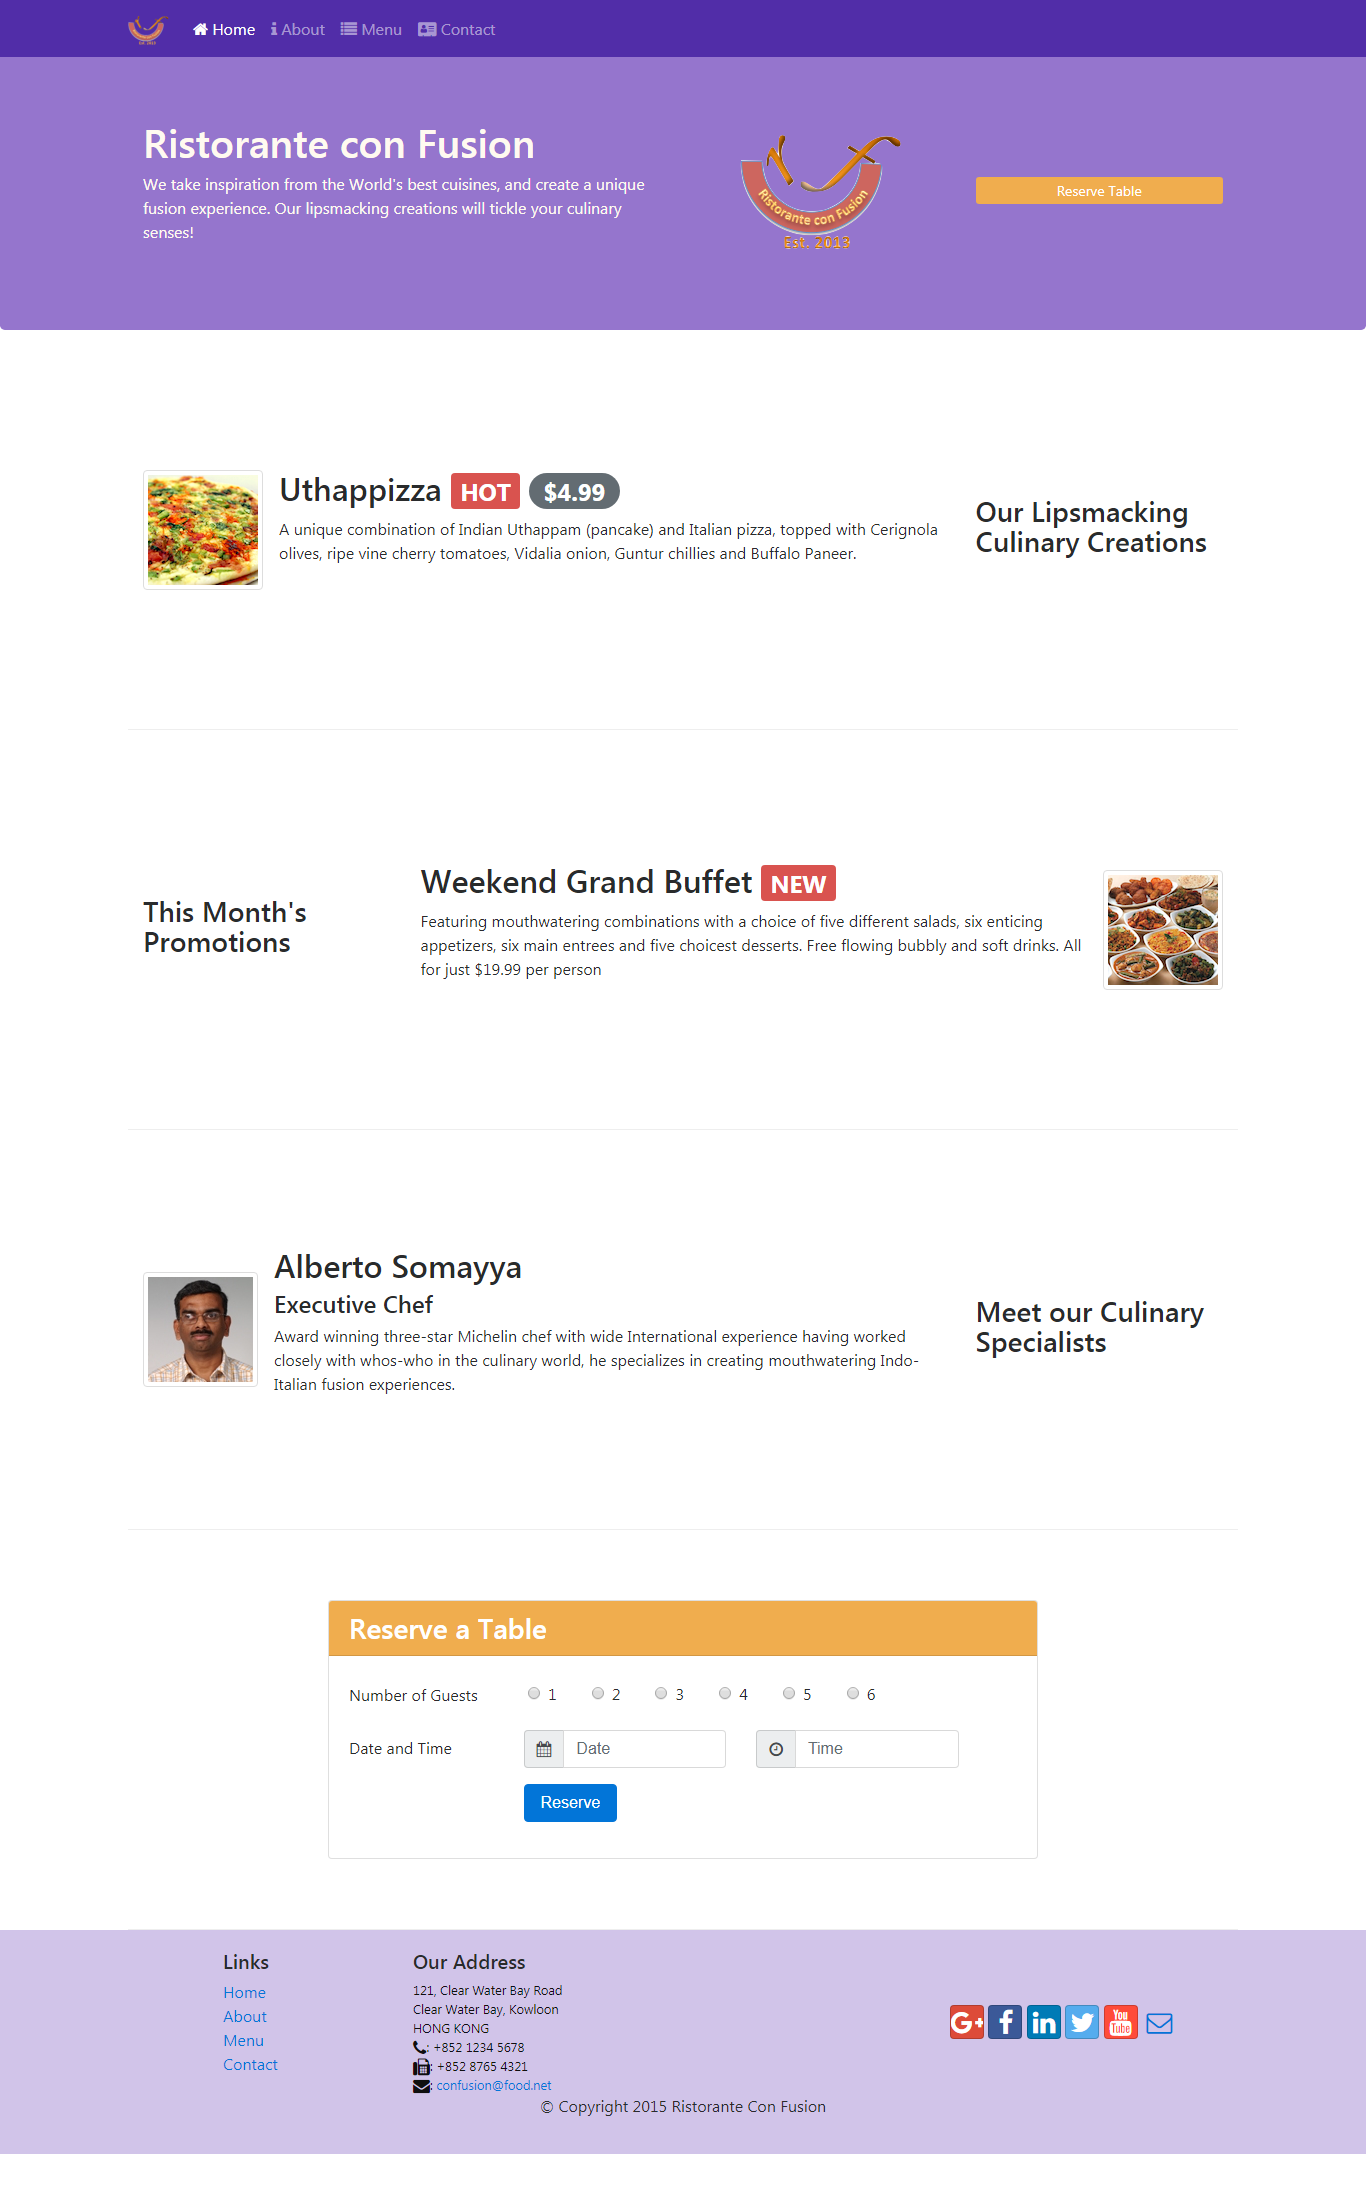 Home About Menu Contact
Ristorante con Fusion
We take inspiration from the World's best cuisines, and create a unique
fusion experience. Our lipsmacking creations will tickle your culinary
senses!
Ristorante con Fusion
Est. 2013
Reserve Table
Uthappizza HOT $4.99
A unique combination of Indian Uthappam (pancake) and Italian pizza, topped with Cerignola
olives, ripe vine cherry tomatoes, Vidalia onion, Guntur chillies and Buffalo Paneer.
Our Lipsmacking
Culinary Creations
This Month's
Promotions
Weekend Grand Buffet NEW
Featuring mouthwatering combinations with a choice of five different salads, six enticing
appetizers, six main entrees and five choicest desserts. Free flowing bubbly and soft drinks. All
for just $19.99 per person
Alberto Somayya
Executive Chef
Award winning three-star Michelin chef with wide International experience having worked
closely with whos-who in the culinary world, he specializes in creating mouthwatering Indo-
Italian fusion experiences.
Meet our Culinary
Specialists
Reserve a Table
Number of Guests 1 2 3 4 5 6
Date and Time Date Time
Reserve
Links
Home
About
Menu
Contact
Our Address
121, Clear Water Bay Road
Clear Water Bay, Kowloon
HONG KONG
: +852 1234 5678
: +852 8765 4321
: confusion@food.net
G+ f in You Tube
© Copyright 2015 Ristorante Con Fusion